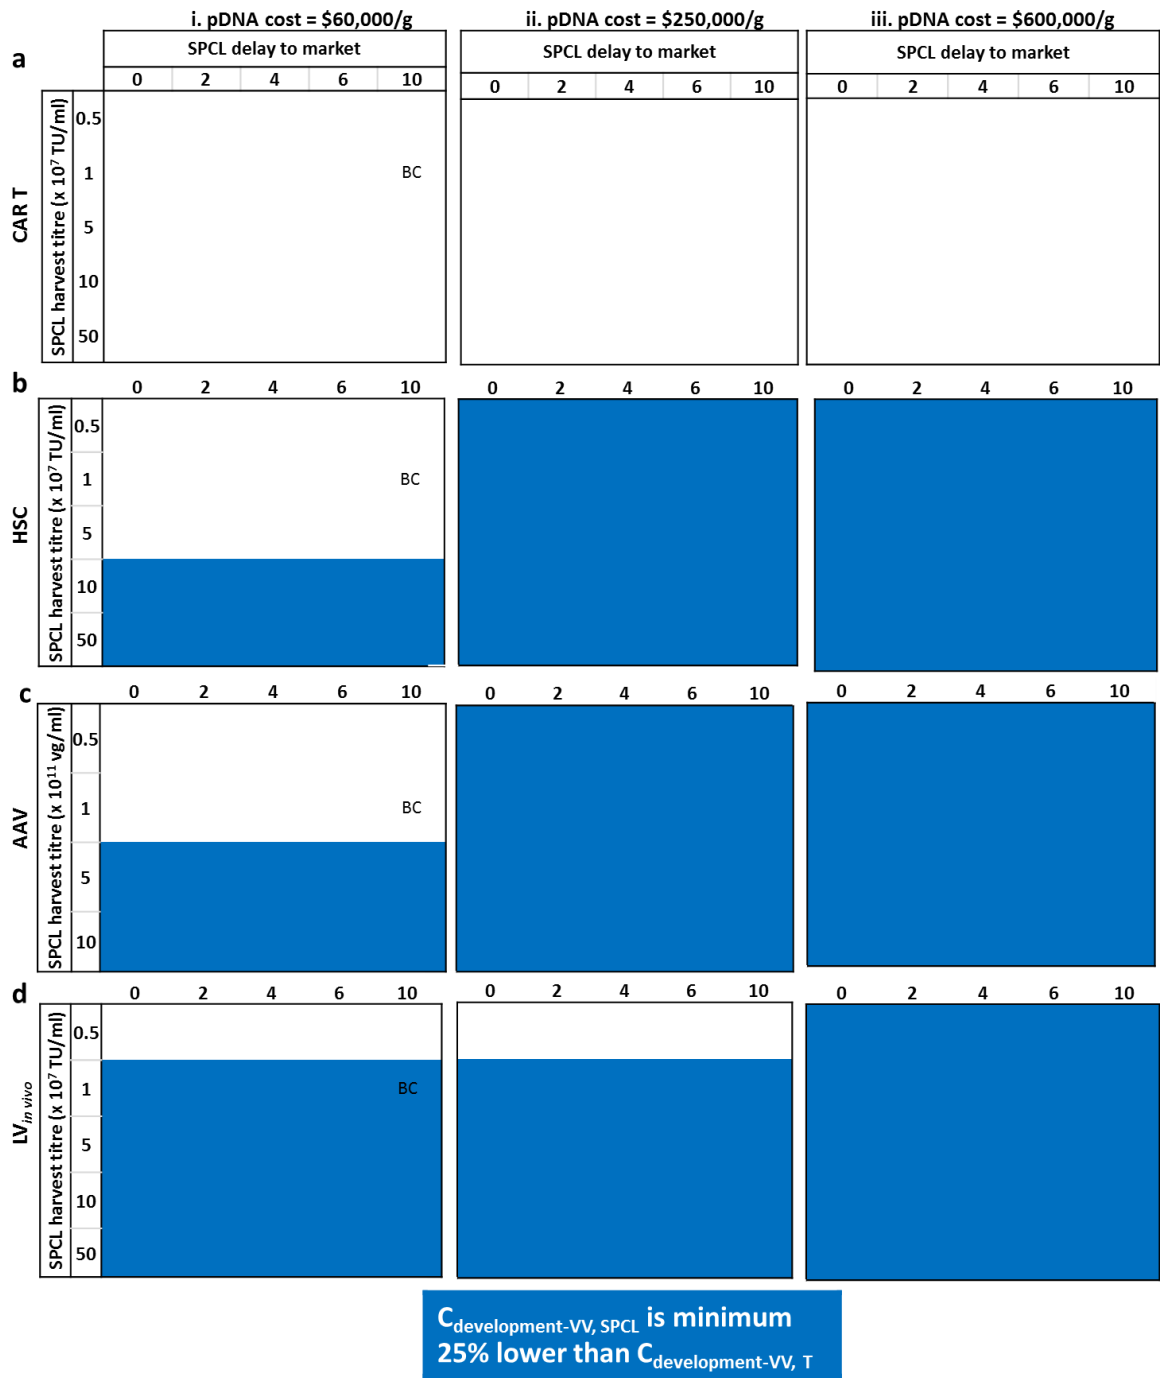 i. pDNA cost = $60,000/g
ii. pDNA cost = $250,000/g
iii. pDNA cost = $600,000/g
a
SPCL delay to market
SPCL delay to market
SPCL delay to market
0 2 4 6 10
0 2 4 6 10
0 2 4 6 10
CAR T
SPCL harvest titre (x 10⁷ TU/ml)
0.5
1
5
10
50
BC
b
0 2 4 6 10
0 2 4 6 10
0 2 4 6 10
HSC
SPCL harvest titre (x 10⁷ TU/ml)
0.5
1
5
10
50
BC
c
0 2 4 6 10
0 2 4 6 10
0 2 4 6 10
AAV
SPCL harvest titre (x 10¹¹ vg/ml)
0.5
1
5
10
BC
d
0 2 4 6 10
0 2 4 6 10
0 2 4 6 10
LV in vivo
SPCL harvest titre (x 10⁷ TU/ml)
0.5
1
5
10
50
BC
C development-VV, SPCL is minimum
25% lower than C development-VV, T